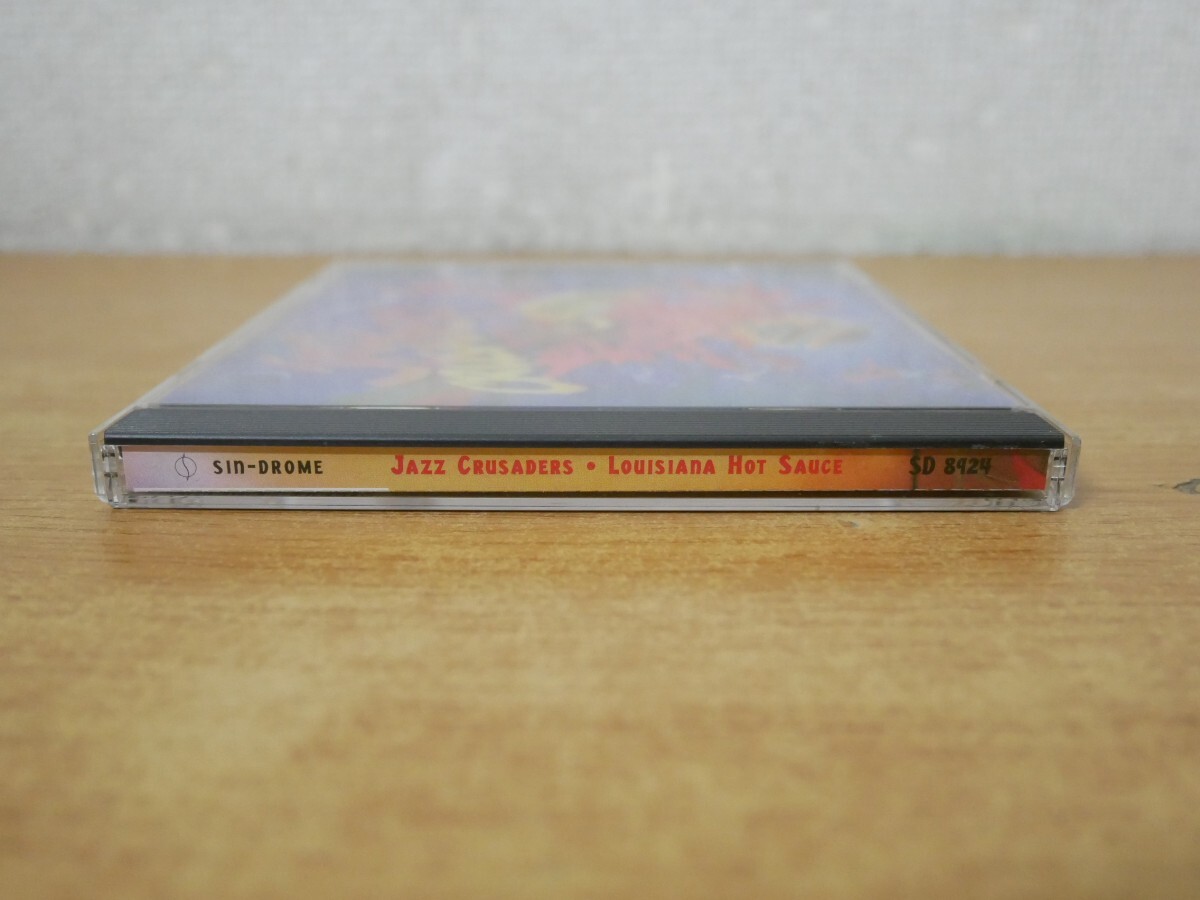 SIN-DROME JAZZ CRUSADERS • LOUISIANA HOT SAUCE SD 8924